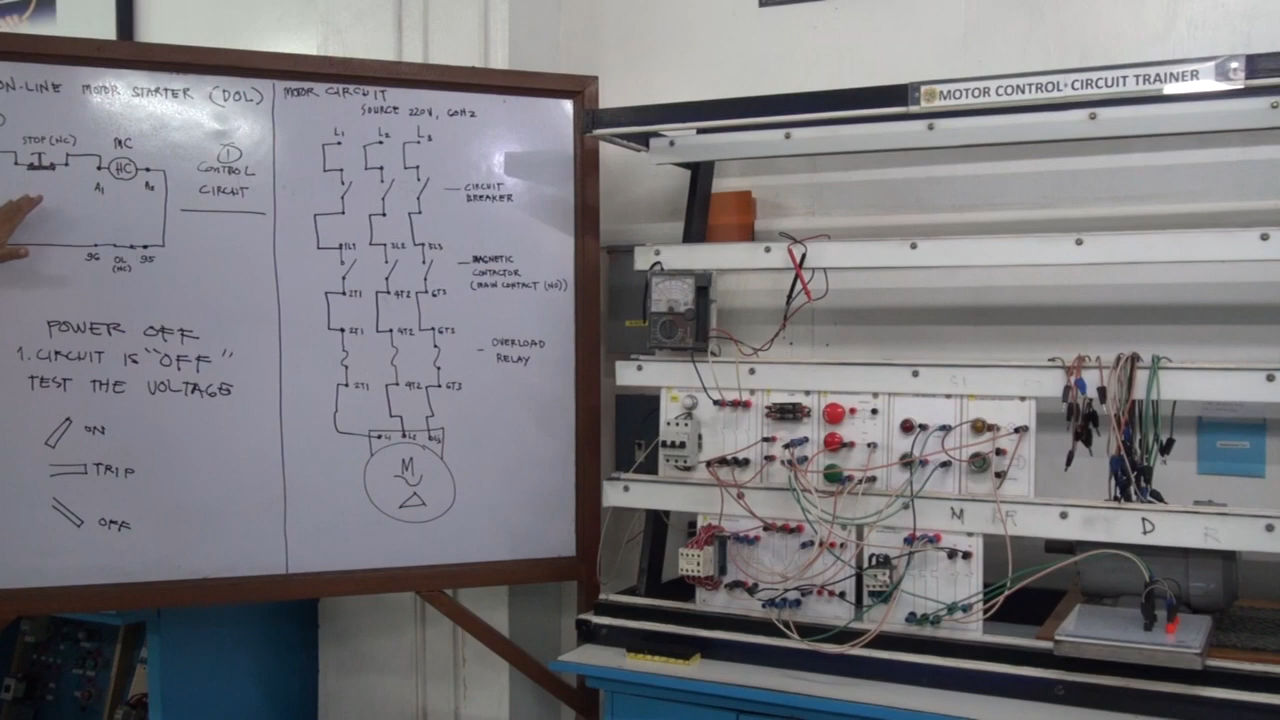 ON-LINE MOTOR STARTER (DOL)
STOP (NC)
MC
MC
A1
A2
1
CONTROL
CIRCUIT
96
OL
(NC)
95
POWER OFF
1. CIRCUIT IS "OFF"
TEST THE VOLTAGE
ON
TRIP
OFF
MOTOR CIRCUIT
SOURCE 220V, 60HZ
L1 L2 L3
CIRCUIT
BREAKER
1L1 3L2 5L3
MAGNETIC
CONTACTOR
(MAIN CONTACT (NO))
2T1 4T2 6T3
2T1 4T2 6T3
OVERLOAD
RELAY
2T1 4T2 6T3
L1 L2 L3
M
MOTOR CONTROL CIRCUIT TRAINER
M
D
R